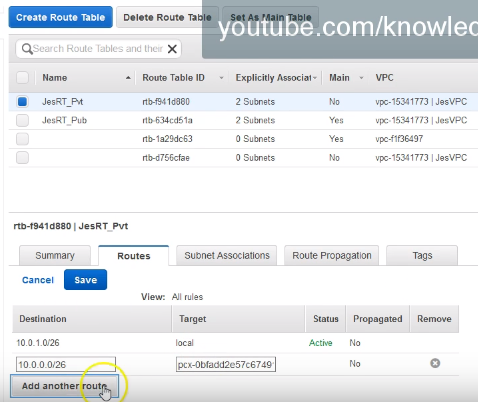 Create Route Table Delete Route Table Set As Main Table
youtube.com/knowled
Search Route Tables and their
Name Route Table ID Explicitly Associat Main VPC
JesRT_Pvt rtb-f941d880 2 Subnets No vpc-15341773 | JesVPC
JesRT_Pub rtb-634cd51a 2 Subnets Yes vpc-15341773 | JesVPC
rtb-1a29dc63 0 Subnets Yes vpc-f1f36497
rtb-d756cfae 0 Subnets No vpc-15341773 | JesVPC
rtb-f941d880 | JesRT_Pvt
Summary Routes Subnet Associations Route Propagation Tags
Cancel Save
View: All rules
Destination Target Status Propagated Remove
10.0.1.0/26 local Active No
10.0.0.0/26 pcx-0bfadd2e57c6749 No
Add another route